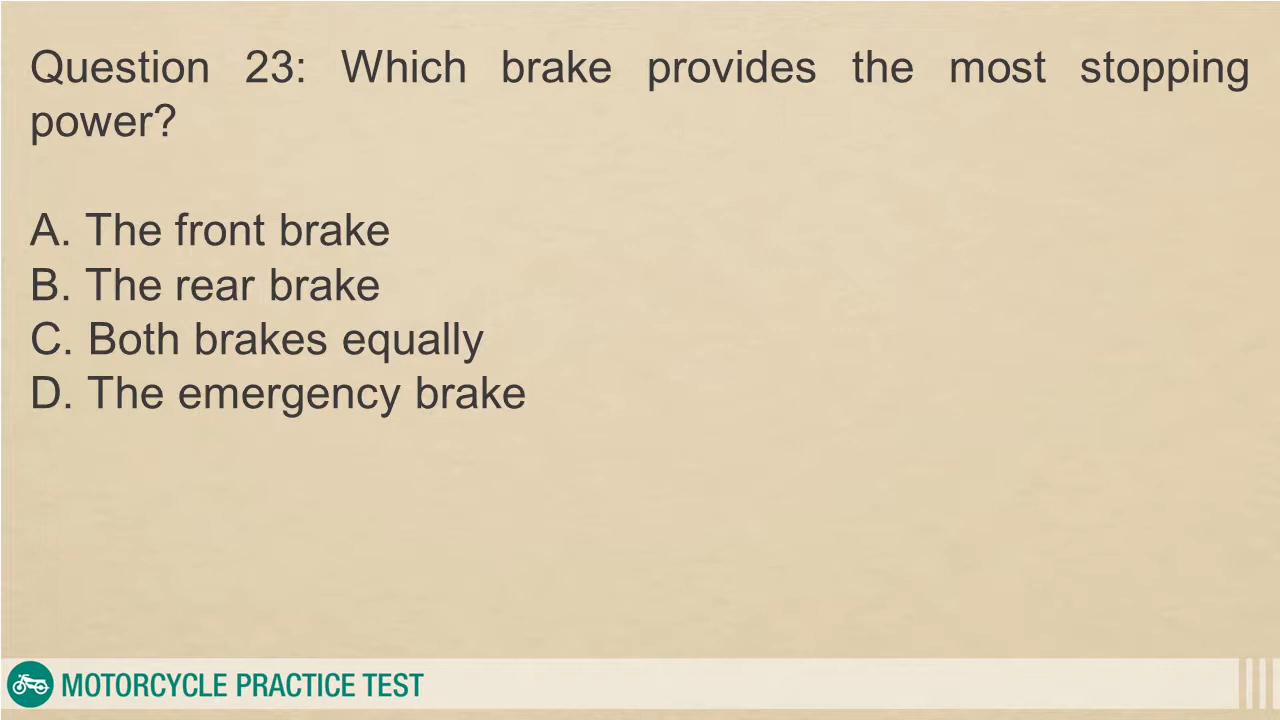 Question 23: Which brake provides the most stopping
power?
A. The front brake
B. The rear brake
C. Both brakes equally
D. The emergency brake
MOTORCYCLE PRACTICE TEST